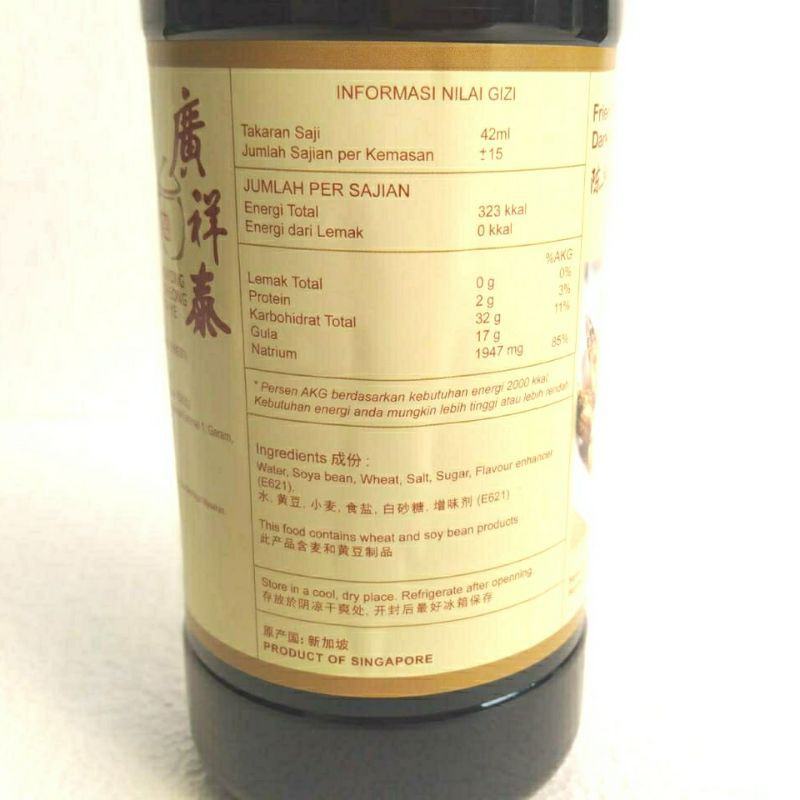 廣祥泰
INFORMASI NILAI GIZI
Takaran Saji 42ml
Jumlah Sajian per Kemasan ±15
JUMLAH PER SAJIAN
Energi Total 323 kkal
Energi dari Lemak 0 kkal
%AKG
Lemak Total 0 g 0%
Protein 2 g 3%
Karbohidrat Total 32 g 11%
Gula 17 g
Natrium 1947 mg 85%
* Persen AKG berdasarkan kebutuhan energi 2000 kkal.
Kebutuhan energi anda mungkin lebih tinggi atau lebih rendah
Ingredients 成份 :
Water, Soya bean, Wheat, Salt, Sugar, Flavour enhancer
(E621).
水, 黄豆, 小麦, 食盐, 白砂糖, 增味剂 (E621)
This food contains wheat and soy bean products
此产品含麦和黄豆制品
Store in a cool, dry place. Refrigerate after openning
存放於阴凉干爽处, 开封后最好冰箱保存
原产国: 新加坡
PRODUCT OF SINGAPORE